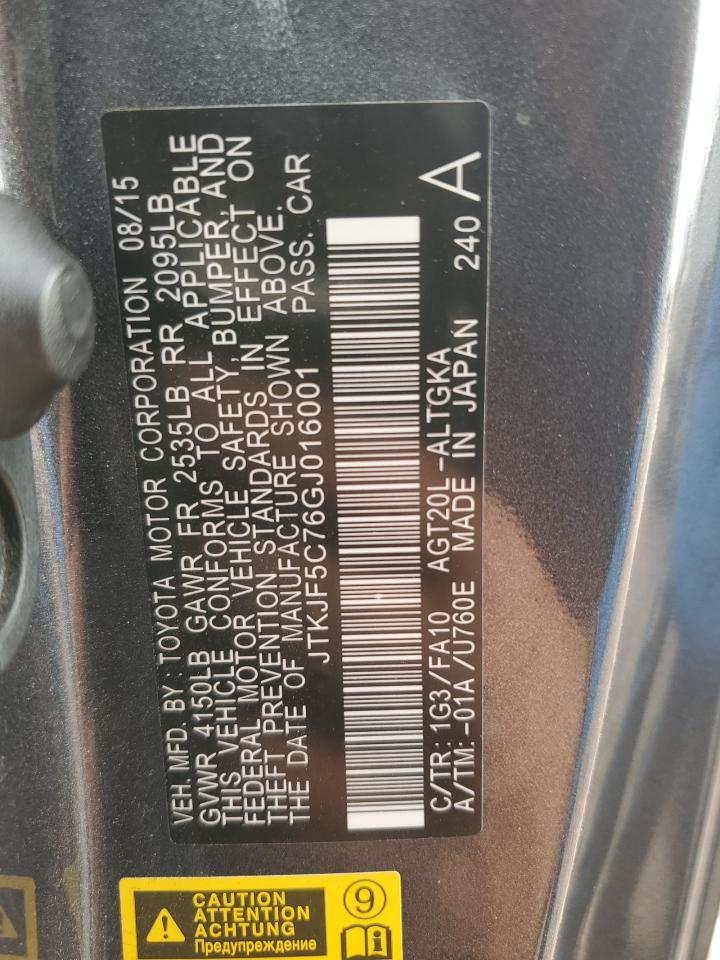 VEH. MFD. BY : TOYOTA MOTOR CORPORATION 08/15
GVWR 4150LB GAWR FR 2535LB RR 2095LB
THIS VEHICLE CONFORMS TO ALL APPLICABLE
FEDERAL MOTOR VEHICLE SAFETY, BUMPER, AND
THEFT PREVENTION STANDARDS IN EFFECT ON
THE DATE OF MANUFACTURE SHOWN ABOVE.
JTKJF5C76GJ016001 PASS. CAR
C/TR: 1G3/FA10 AGT20L-ALTGKA 240
A/TM: -01A/U760E MADE IN JAPAN
A
CAUTION
ATTENTION
ACHTUNG
Предупреждение
9